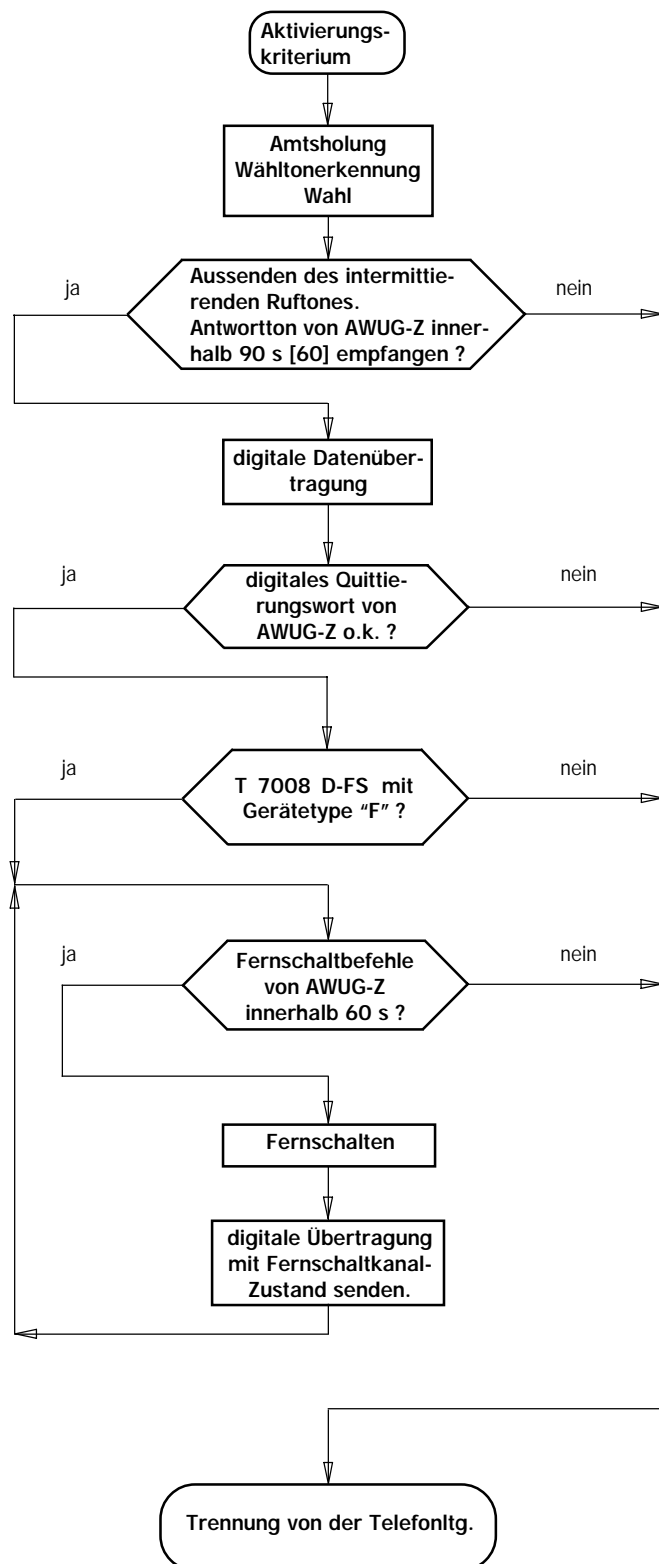 Aktivierungs-
kriterium
Amtsholung
Wähltonerkennung
Wahl
ja
Aussenden des intermittie-
renden Ruftones.
Antwortton von AWUG-Z inner-
halb 90 s [60] empfangen ?
nein
digitale Datenüber-
tragung
ja
digitales Quittie-
rungswort von
AWUG-Z o.k. ?
nein
ja
T 7008 D-FS mit
Gerätetype “F” ?
nein
ja
Fernschaltbefehle
von AWUG-Z
innerhalb 60 s ?
nein
Fernschalten
digitale Übertragung
mit Fernschaltkanal-
Zustand senden.
Trennung von der Telefonltg.